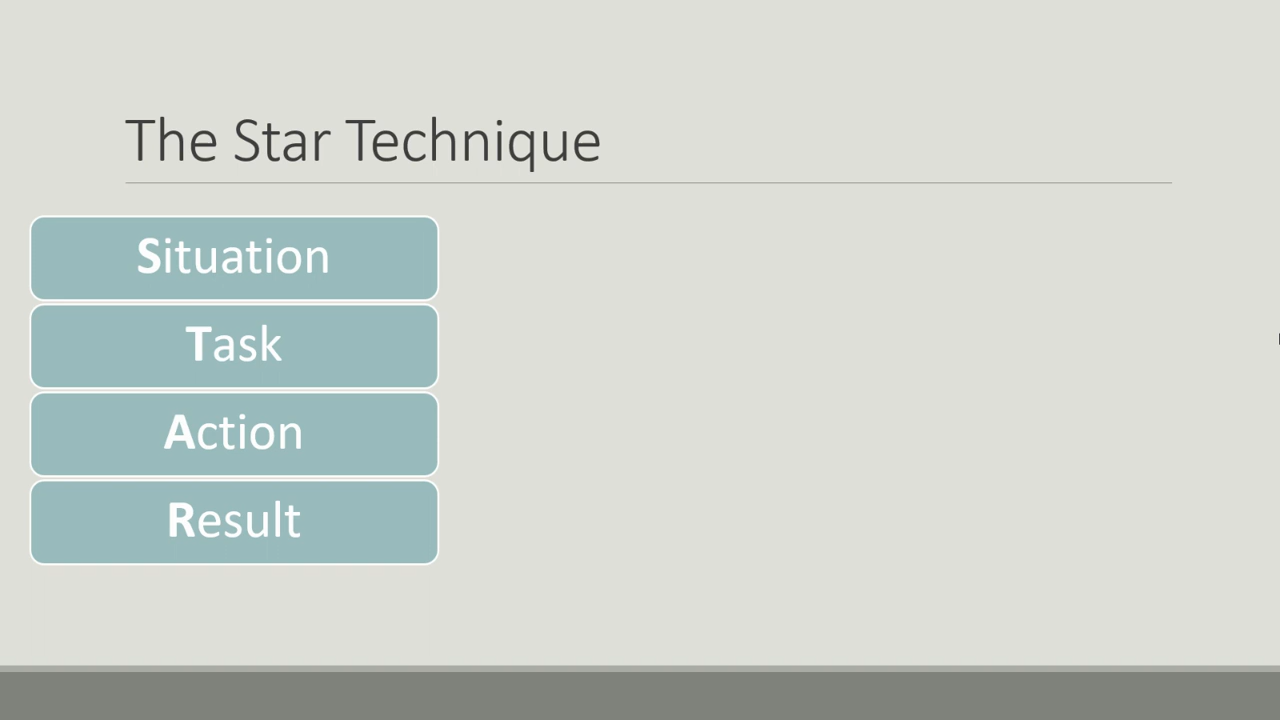 The Star Technique
Situation
Task
Action
Result